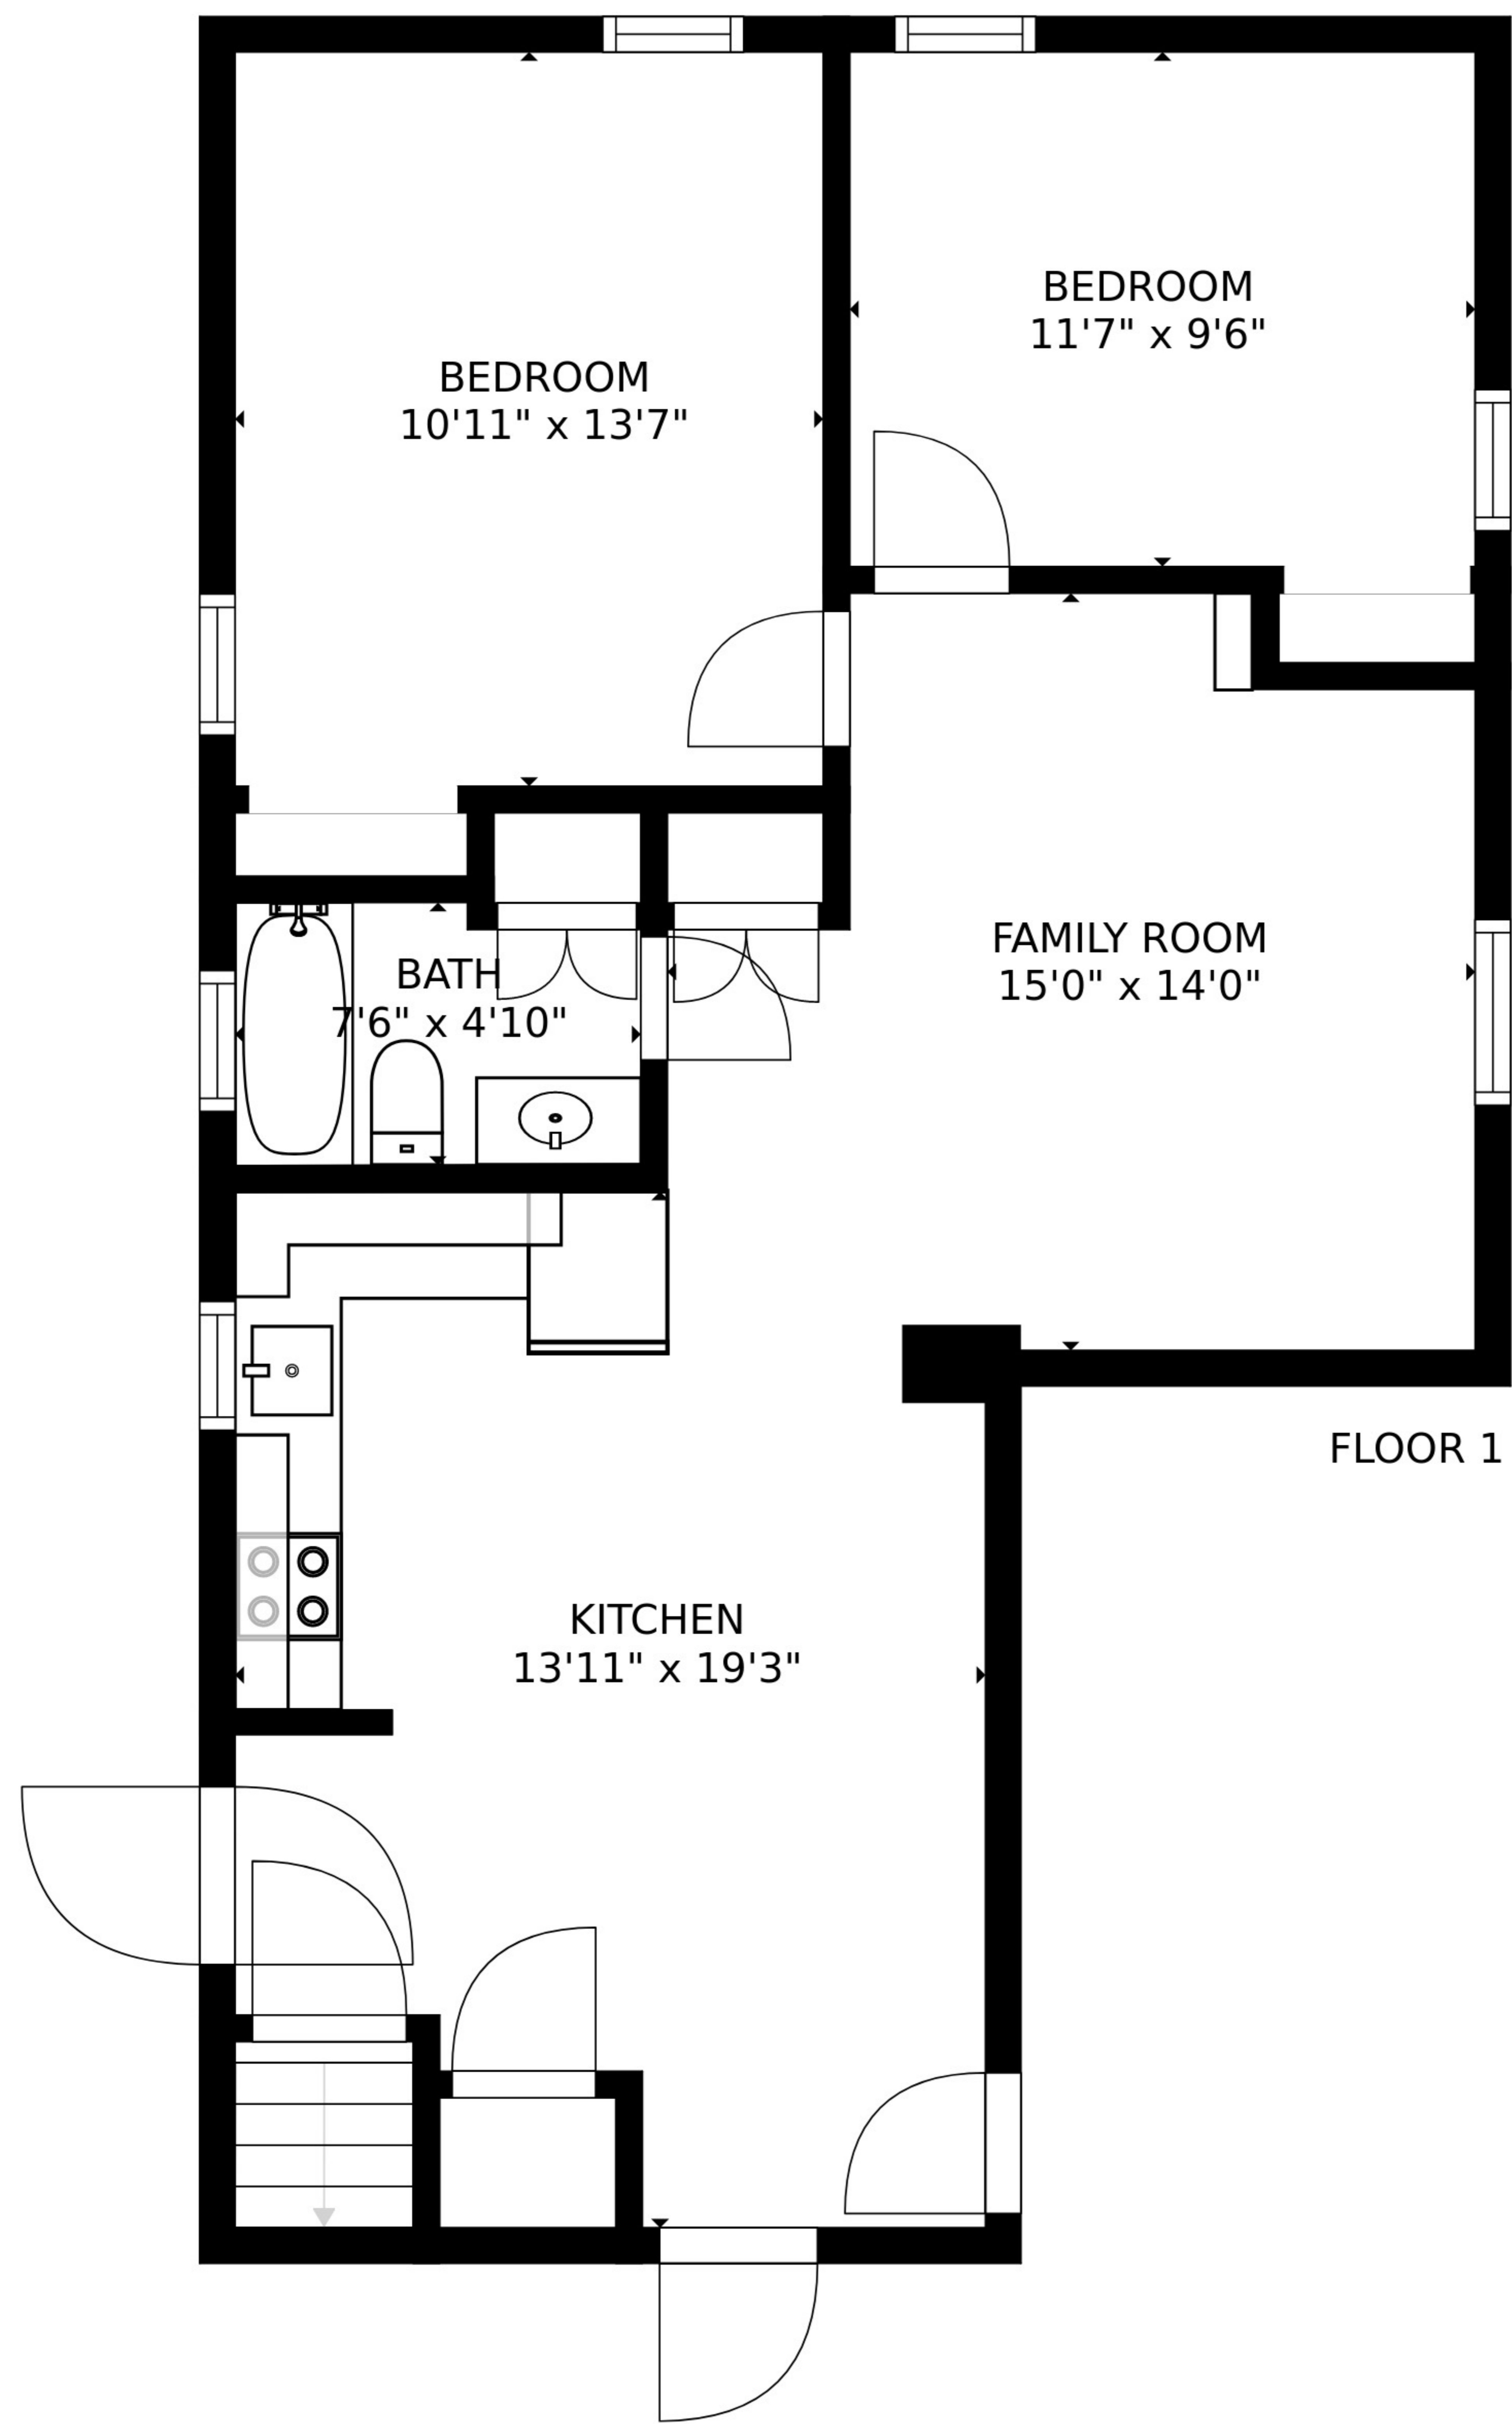 BEDROOM
11'7" x 9'6"
BEDROOM
10'11" x 13'7"
FAMILY ROOM
15'0" x 14'0"
BATH
7'6" x 4'10"
FLOOR 1
KITCHEN
13'11" x 19'3"